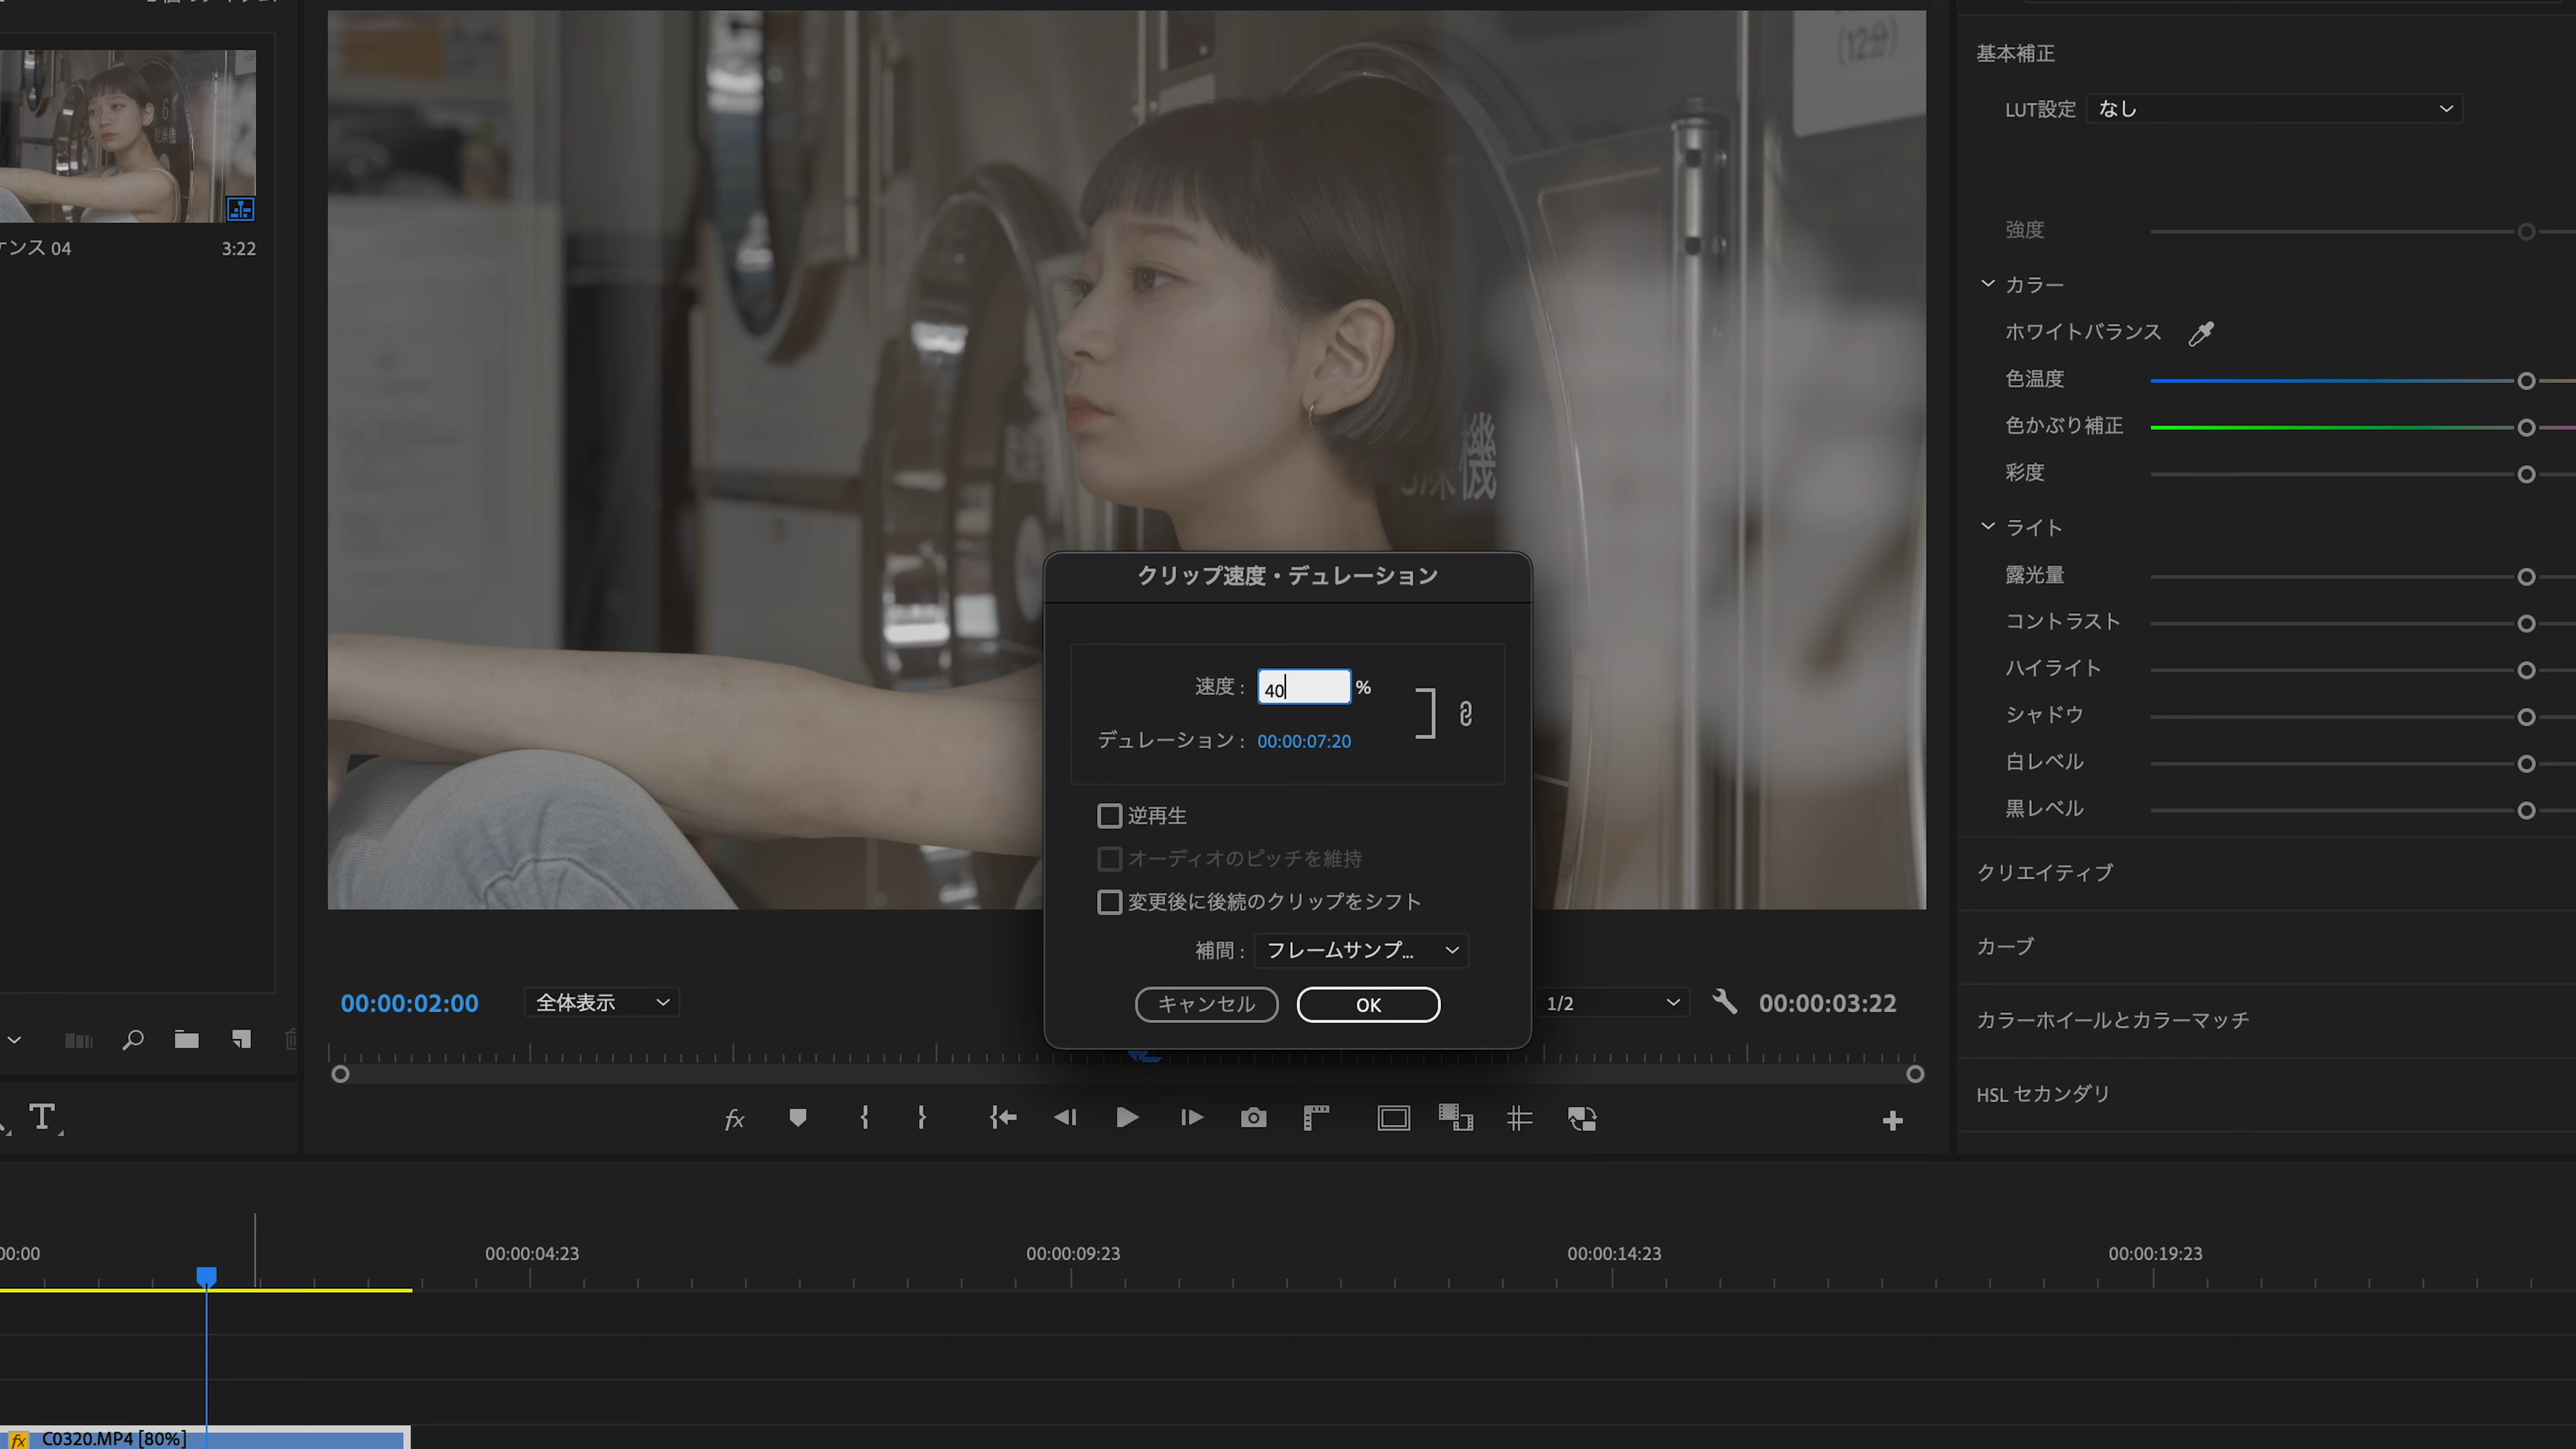 ケンス 04
3:22
(12分)
機
基本補正
LUT設定 なし
強度
カラー
ホワイトバランス
色温度
色かぶり補正
彩度
ライト
露光量
コントラスト
ハイライト
シャドウ
白レベル
黒レベル
クリエイティブ
カーブ
カラーホイールとカラーマッチ
HSL セカンダリ
クリップ速度・デュレーション
速度 : 40 %
デュレーション : 00:00:07:20
逆再生
オーディオのピッチを維持
変更後に後続のクリップをシフト
補間 : フレームサンプ...
キャンセル OK
00:00:02:00 全体表示 1/2 00:00:03:22
fx
T
00:00 00:00:04:23 00:00:09:23 00:00:14:23 00:00:19:23
fx C0320.MP4 [80%]